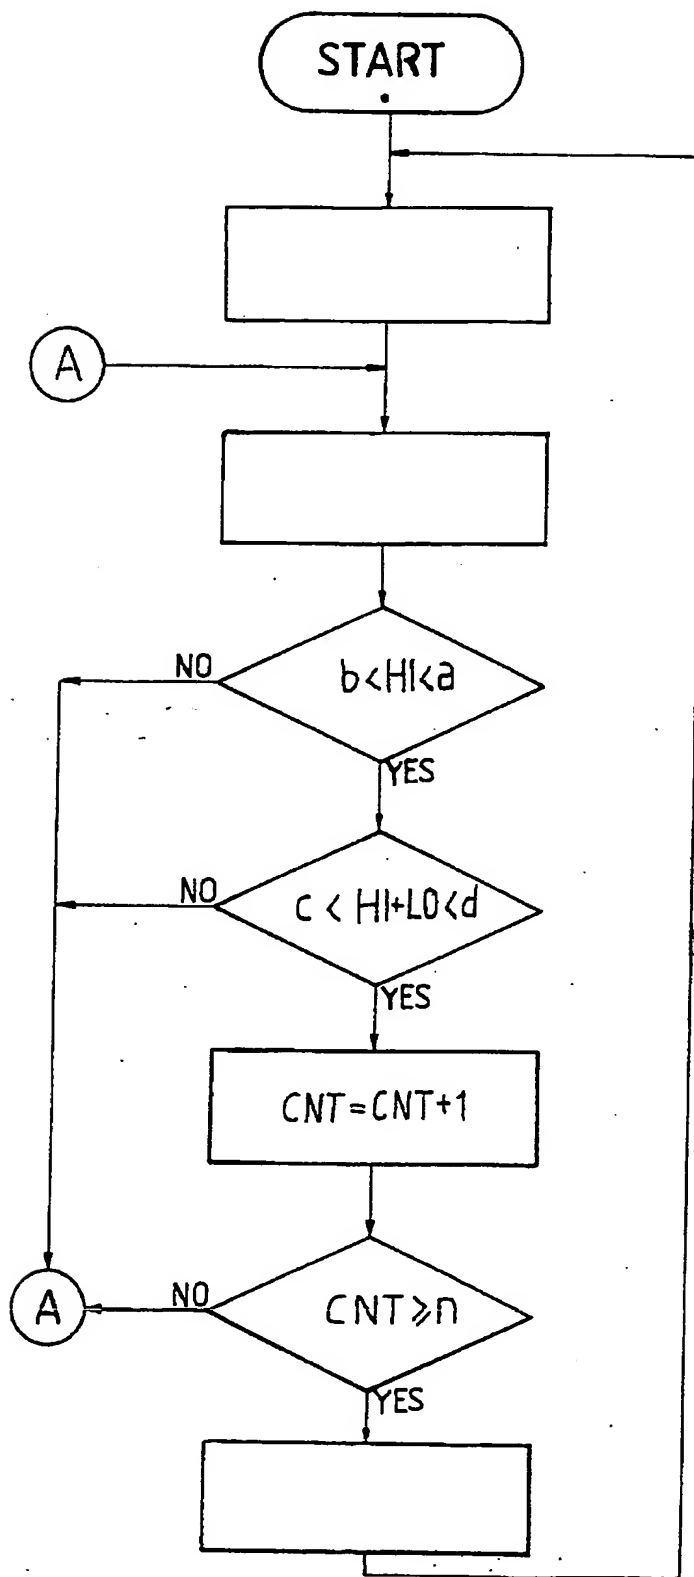 START
A
b<HI<a
NO
YES
c < HI+LO<d
NO
YES
CNT=CNT+1
CNT⩾n
NO
A
YES